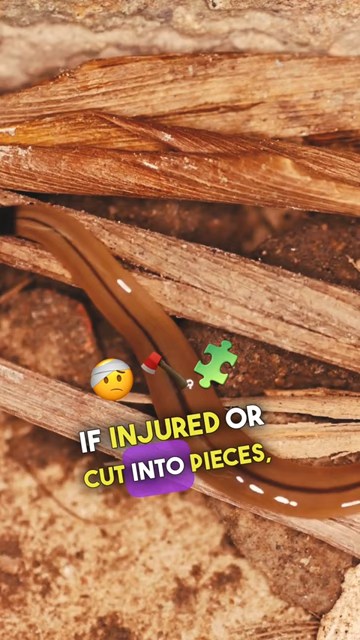 IF INJURED OR
CUT INTO PIECES,